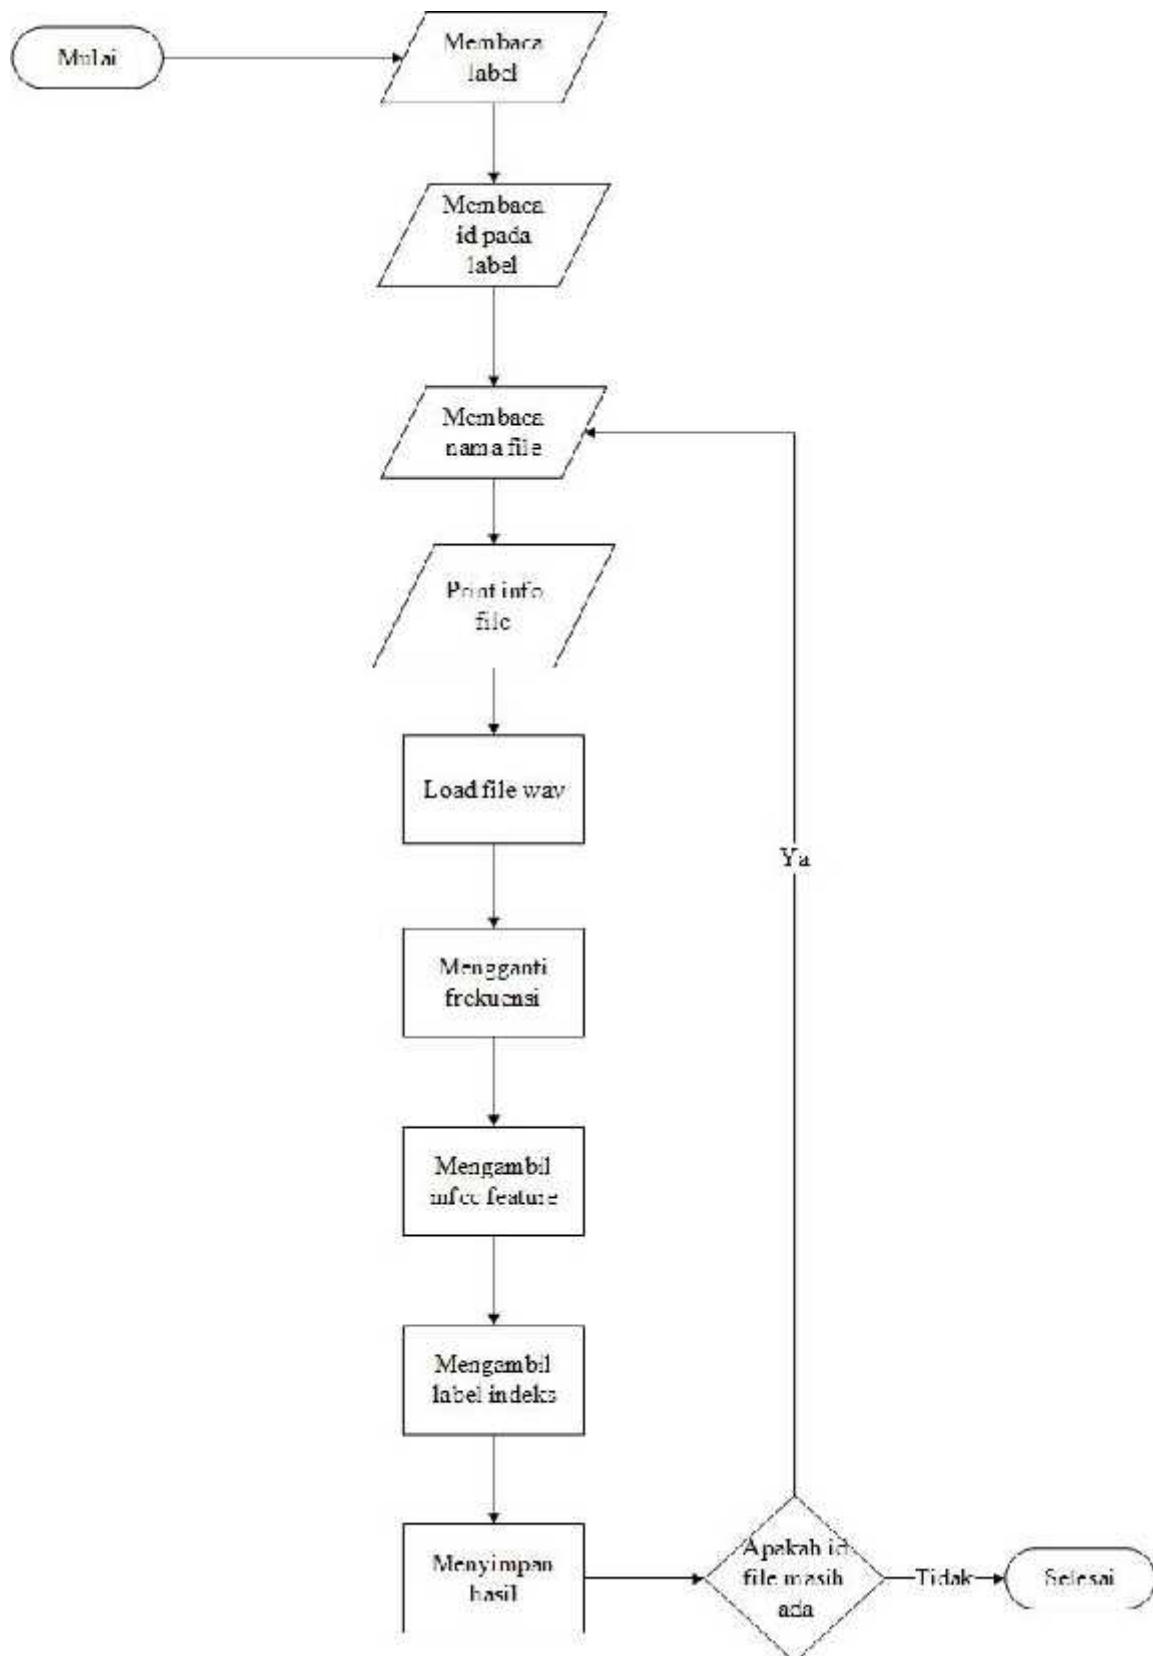 Mulai
Membaca
label
Membaca
id pada
label
Membaca
nama file
Print info
file
Load file wav
Mengganti
frekuensi
Mengambil
mfcc feature
Mengambil
label indeks
Menyimpan
hasil
Apakah id
file masih
ada
Ya
Tidak
Selesai